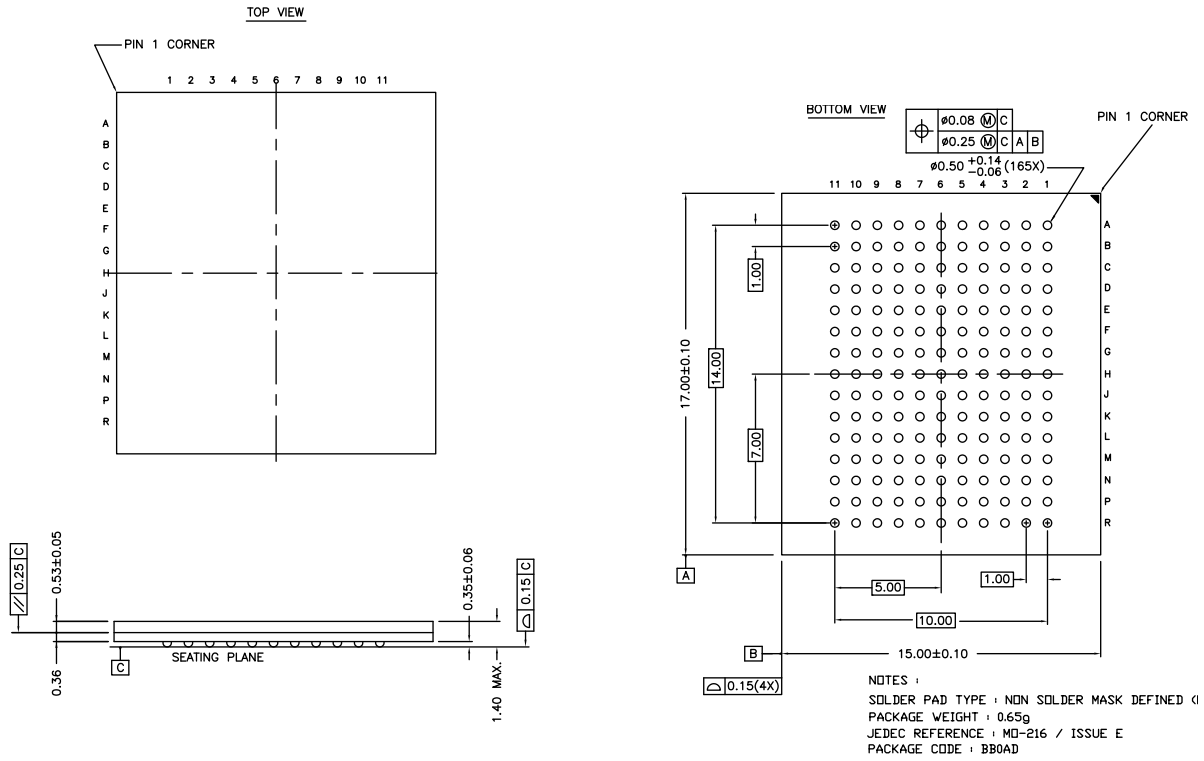 TOP VIEW
PIN 1 CORNER
1 2 3 4 5 6 7 8 9 10 11
A
B
C
D
E
F
G
H
J
K
L
M
N
P
R
BOTTOM VIEW
ø0.08 Ⓜ C
ø0.25 Ⓜ C A B
PIN 1 CORNER
ø0.50 +0.14 -0.06 (165X)
11 10 9 8 7 6 5 4 3 2 1
A
B
C
D
E
F
G
H
J
K
L
M
N
P
R
1.00
17.00±0.10
14.00
7.00
A
5.00
1.00
10.00
B
15.00±0.10
0.15(4X)
// 0.25 C
0.53±0.05
0.36
C
SEATING PLANE
0.35±0.06
0.15 C
1.40 MAX.
NOTES :
SOLDER PAD TYPE : NON SOLDER MASK DEFINED (
PACKAGE WEIGHT : 0.65g
JEDEC REFERENCE : MO-216 / ISSUE E
PACKAGE CODE : BB0AD